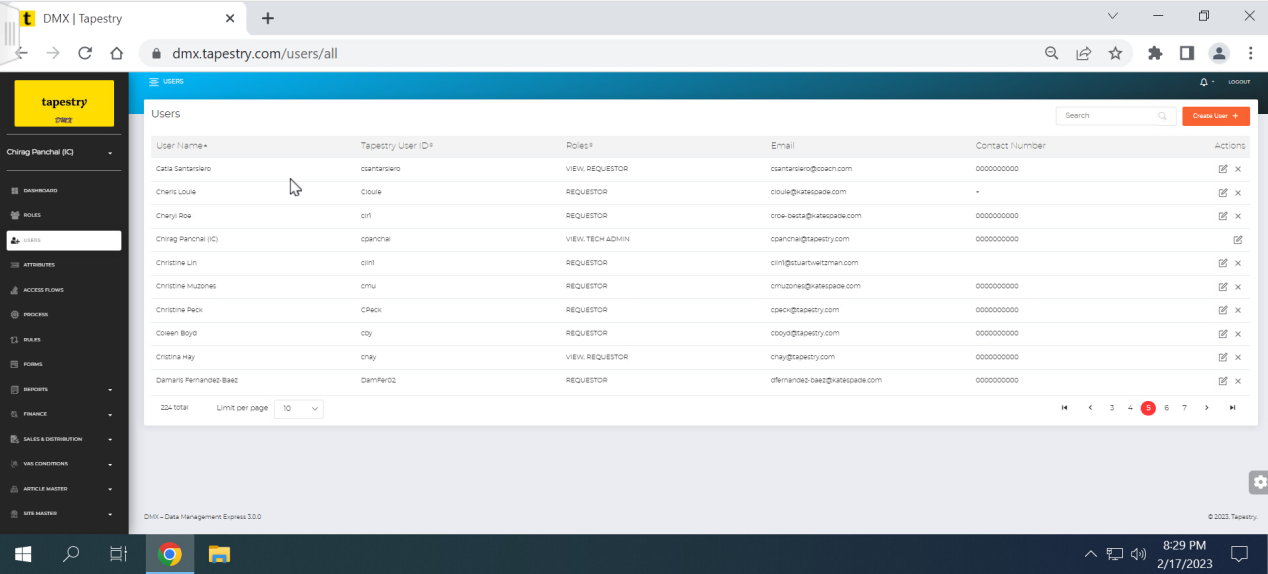 DMX | Tapestry
dmx.tapestry.com/users/all
tapestry
USERS
LOGOUT
Chirag Panchal (IC)
DASHBOARD
ROLES
USERS
ATTRIBUTES
ACCESS FLOWS
PROCESS
RULES
FORMS
REPORTS
FINANCE
SALES & DISTRIBUTION
VAS CONDITIONS
ARTICLE MASTER
SITE MASTER
Users
Search
Create User +
User Name Tapestry User ID Roles Email Contact Number Actions
Catia Santarsiero csantarsiero VIEW, REQUESTOR csantarsiero@coach.com 0000000000
Cheris Louie Clouie REQUESTOR clouie@katespade.com -
Cheryl Roe cir1 REQUESTOR croe-besta@katespade.com 0000000000
Chirag Panchal (IC) cpanchal VIEW, TECH ADMIN cpanchal@tapestry.com 0000000000
Christine Lin clin1 REQUESTOR clin1@stuartweitzman.com
Christine Muzones cmu REQUESTOR cmuzones@katespade.com 0000000000
Christine Peck CPeck REQUESTOR cpeck@tapestry.com 0000000000
Coleen Boyd coy REQUESTOR cboyd@tapestry.com 0000000000
Cristina Hay chay VIEW, REQUESTOR chay@tapestry.com 0000000000
Damaris Fernandez-Baez DamFer02 REQUESTOR dfernandez-baez@katespade.com 0000000000
224 total Limit per page 10 3 4 5 6 7
DMX – Data Management Express 3.0.0
© 2023, Tapestry.
8:29 PM
2/17/2023